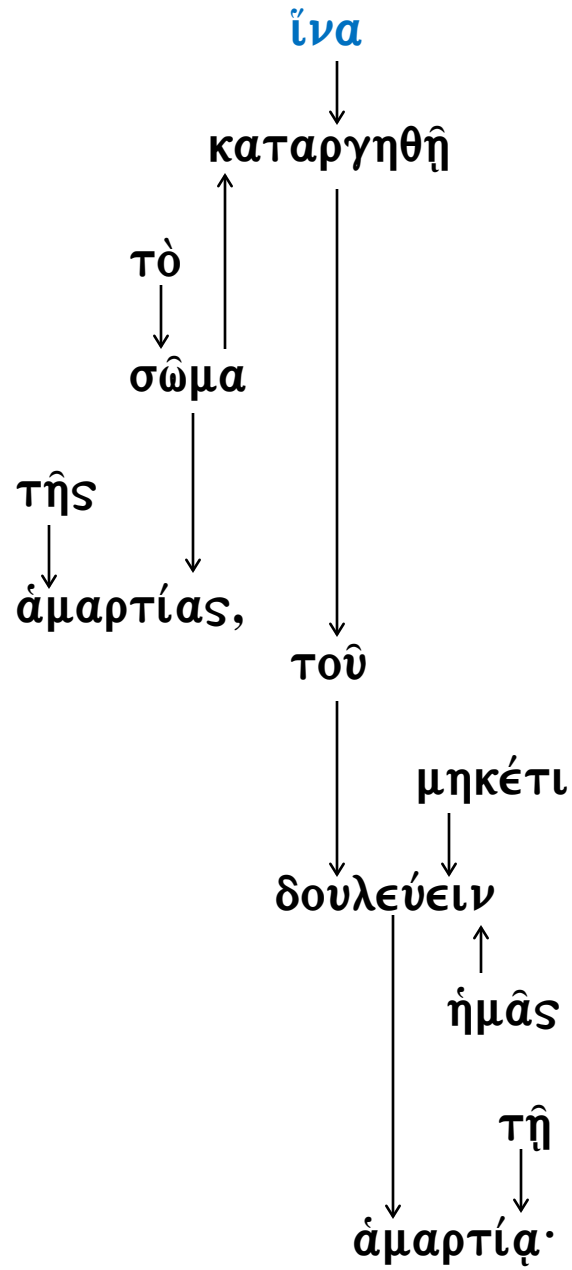 ἵνα
καταργηθῇ
τὸ
σῶμα
τῆς
ἁμαρτίας,
τοῦ
μηκέτι
δουλεύειν
ἡμᾶς
τῇ
ἁμαρτίᾳ·